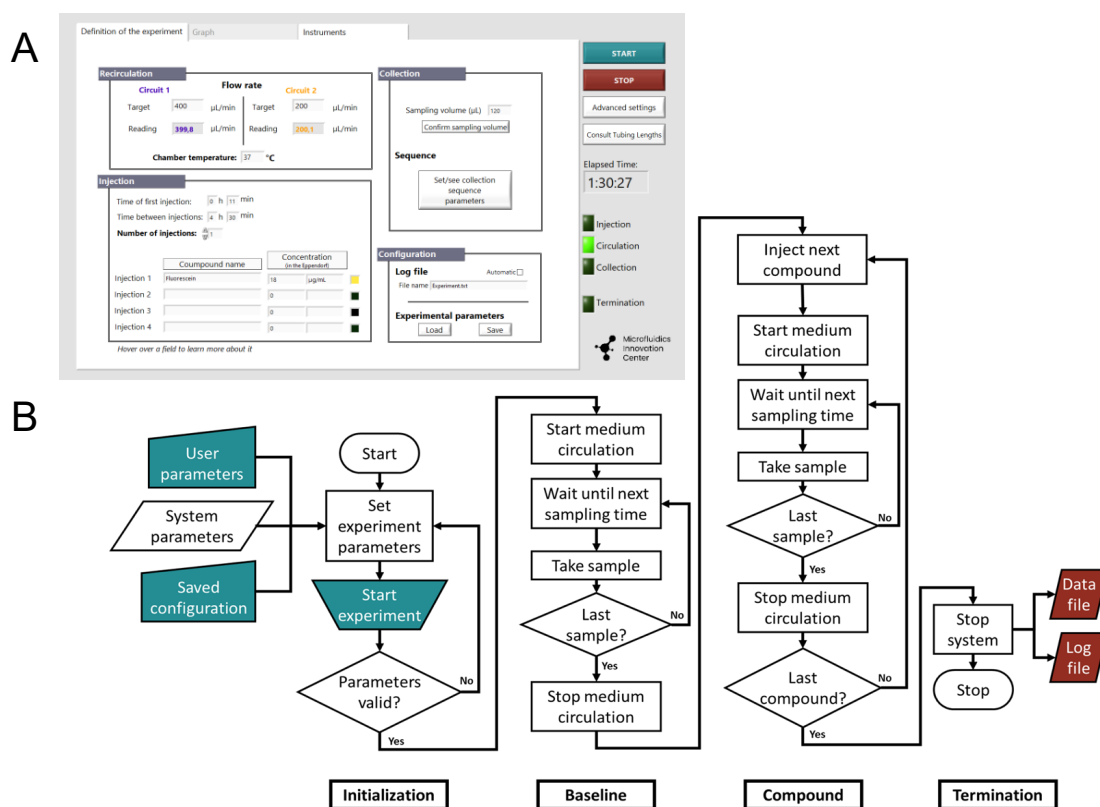 A
Definition of the experiment
Graph
Instruments
Recirculation
Flow rate
Circuit 1
Circuit 2
Target 400 µL/min
Target 200 µL/min
Reading 399,8 µL/min
Reading 200,1 µL/min
Chamber temperature: 37 °C
Injection
Time of first injection: 0 h 11 min
Time between injections: 4 h 30 min
Number of injections: 1
Coumpound name
Concentration
(in the Eppendorf)
Injection 1 Fluorescein 18 µg/mL
Injection 2 0
Injection 3 0
Injection 4 0
Hover over a field to learn more about it
Collection
Sampling volume (µL) 120
Confirm sampling volume
Sequence
Set/see collection
sequence
parameters
Configuration
Log file
Automatic
File name Experiment.txt
Experimental parameters
Load
Save
START
STOP
Advanced settings
Consult Tubing Lengths
Elapsed Time:
1:30:27
Injection
Circulation
Collection
Termination
Microfluidics
Innovation
Center
B
User
parameters
System
parameters
Saved
configuration
Start
Set
experiment
parameters
Start
experiment
Parameters
valid?
No
Yes
Start medium
circulation
Wait until next
sampling time
Take sample
Last
sample?
No
Yes
Stop medium
circulation
Inject next
compound
Start medium
circulation
Wait until next
sampling time
Take sample
Last
sample?
No
Yes
Stop medium
circulation
Last
compound?
No
Yes
Stop
system
Stop
Data
file
Log
file
Initialization
Baseline
Compound
Termination